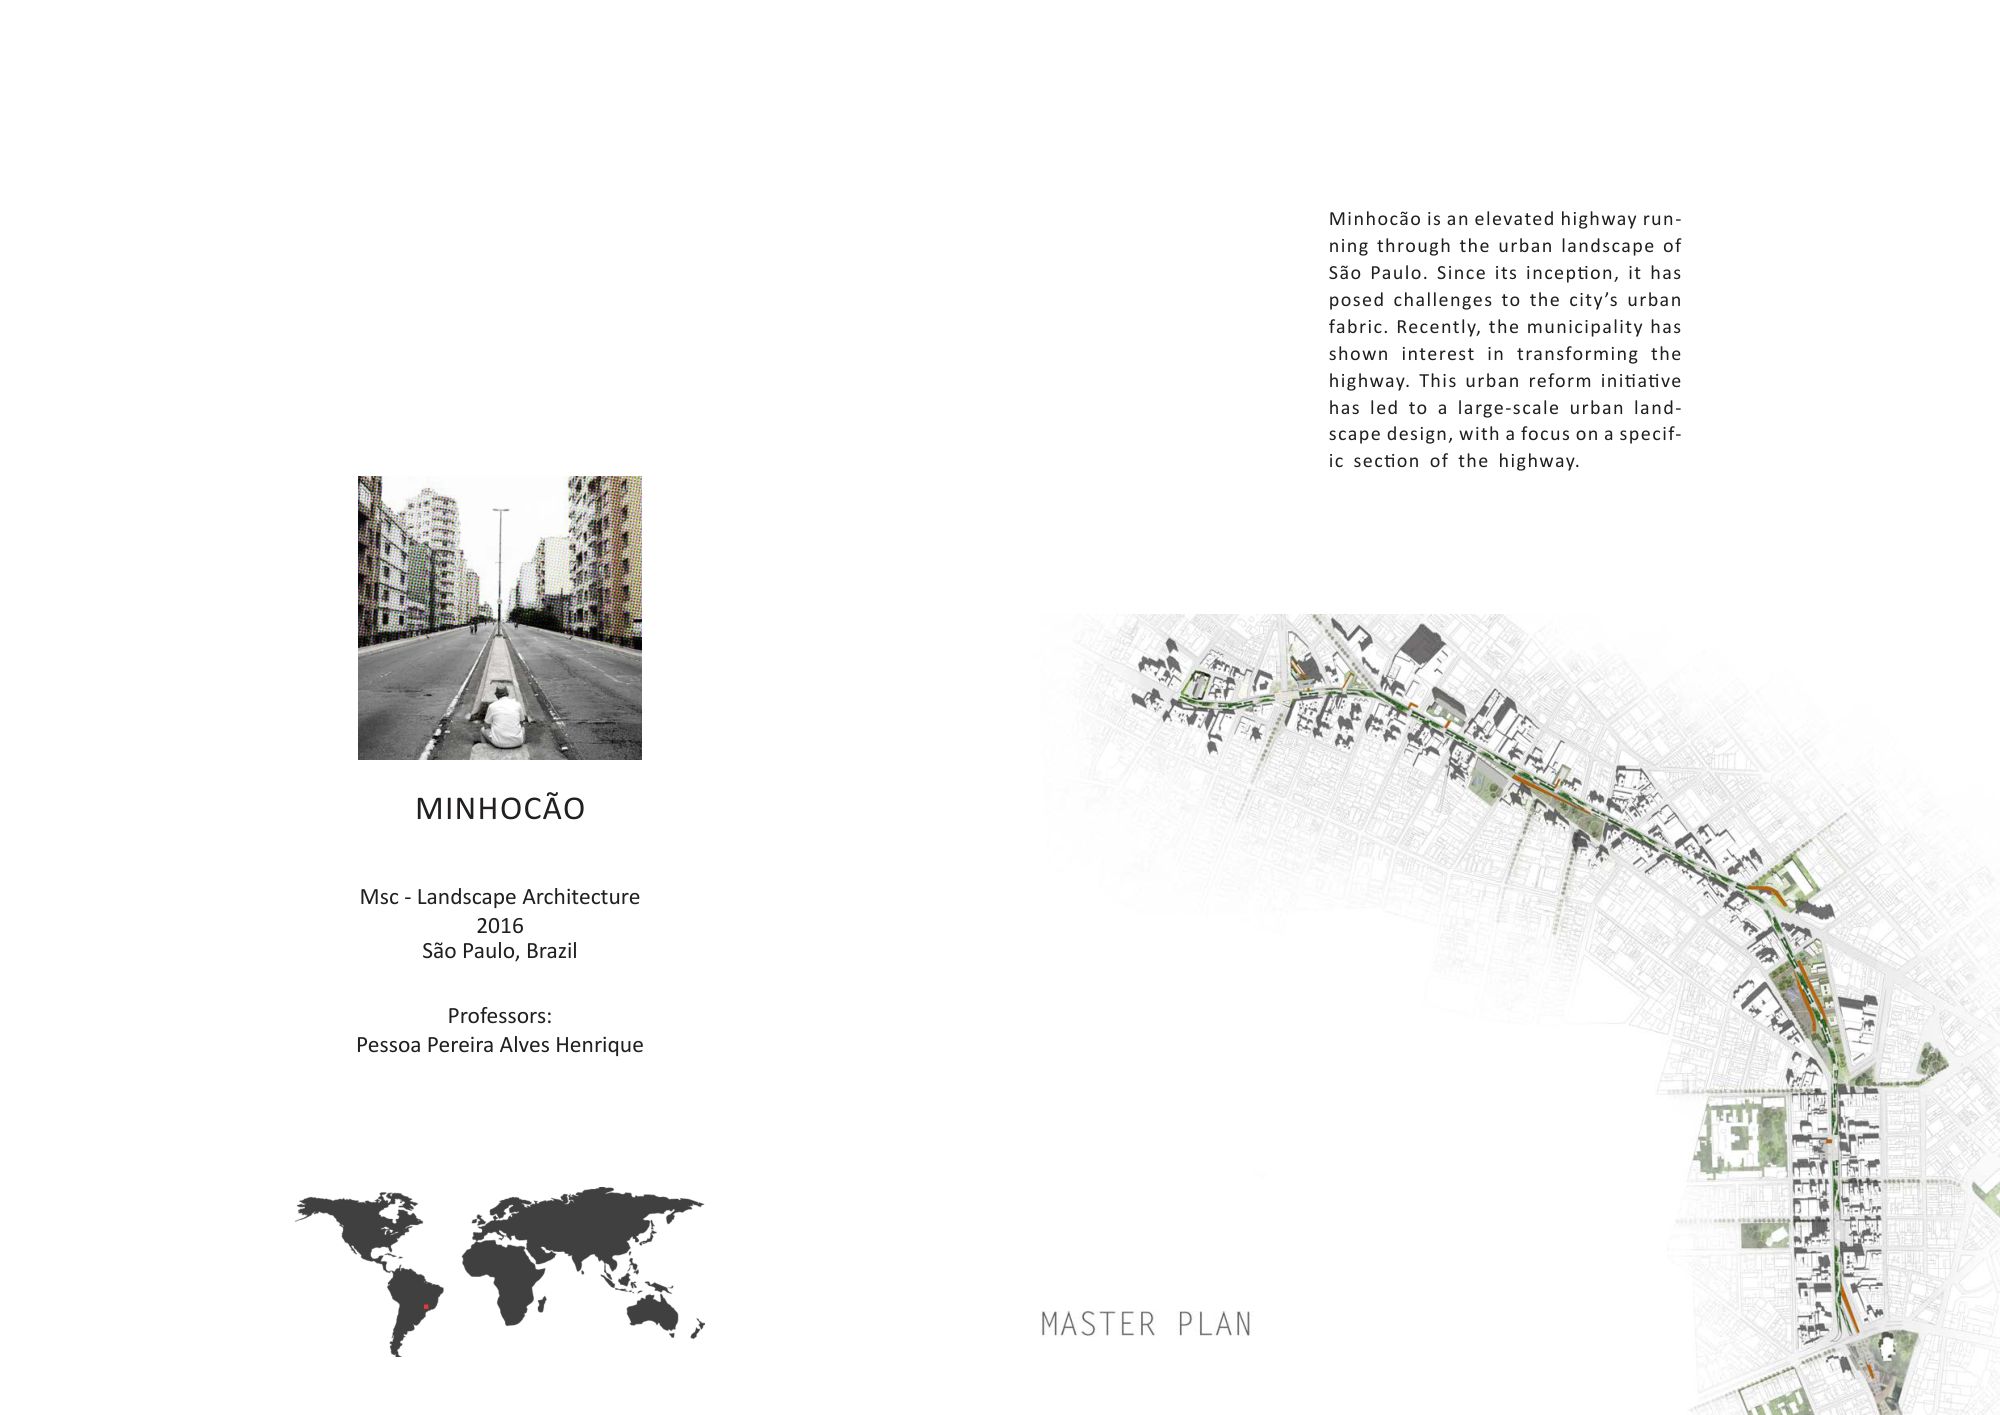 MINHOCÃO
Msc - Landscape Architecture
2016
São Paulo, Brazil
Professors:
Pessoa Pereira Alves Henrique
Minhocão is an elevated highway run-
ning through the urban landscape of
São Paulo. Since its inception, it has
posed challenges to the city’s urban
fabric. Recently, the municipality has
shown interest in transforming the
highway. This urban reform initiative
has led to a large-scale urban land-
scape design, with a focus on a specif-
ic section of the highway.
MASTER PLAN